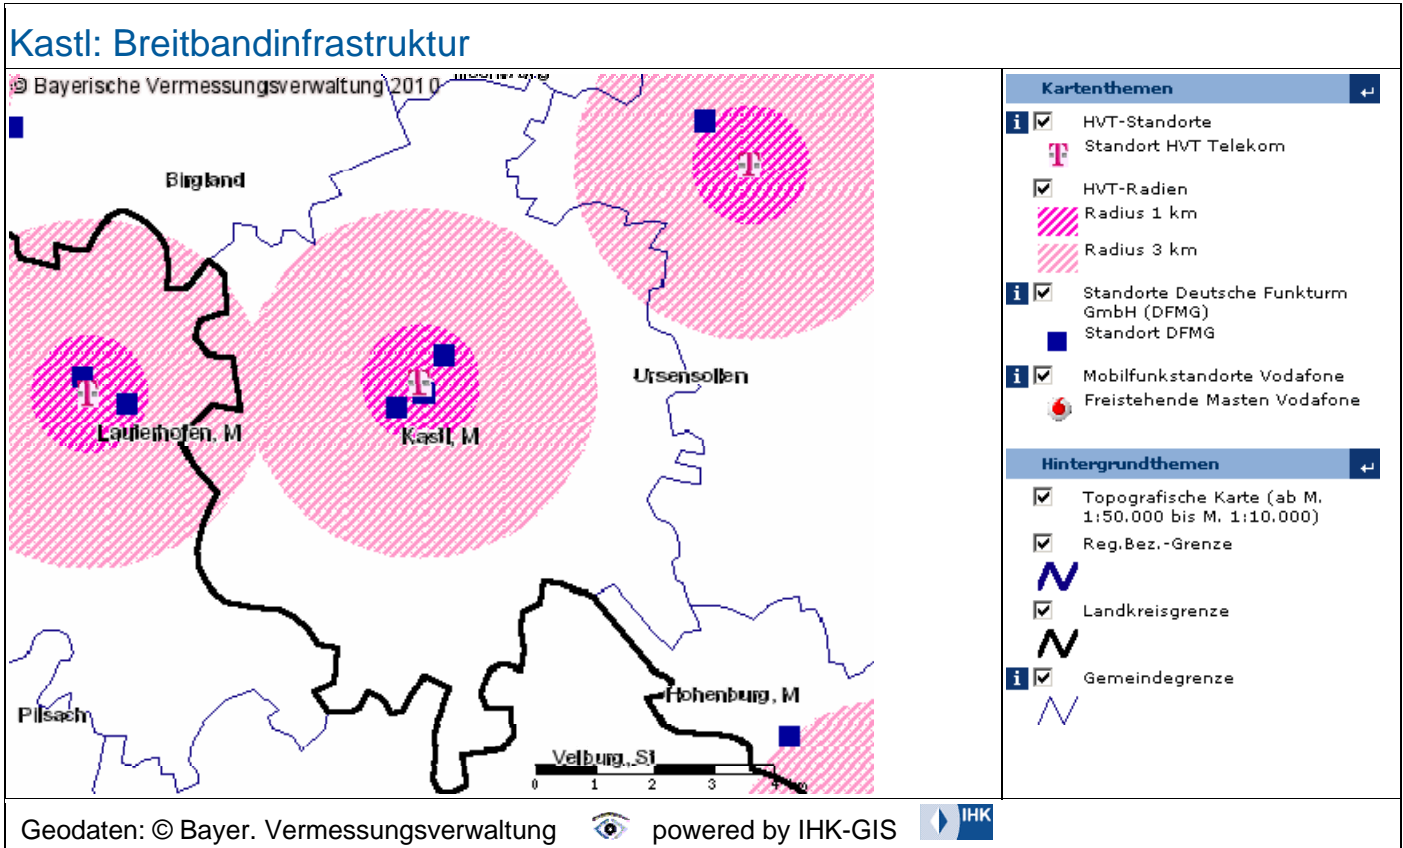 Kastl: Breitbandinfrastruktur
© Bayerische Vermessungsverwaltung 2010
Birgland
Ursensollen
Lauterhofen, M
Kastl, M
Hohenburg, M
Pilsach
Velburg, St
0 1 2 3 4 km
Kartenthemen
HVT-Standorte
Standort HVT Telekom
HVT-Radien
Radius 1 km
Radius 3 km
Standorte Deutsche Funkturm
GmbH (DFMG)
Standort DFMG
Mobilfunkstandorte Vodafone
Freistehende Masten Vodafone
Hintergrundthemen
Topografische Karte (ab M.
1:50.000 bis M. 1:10.000)
Reg.Bez.-Grenze
Landkreisgrenze
Gemeindegrenze
Geodaten: © Bayer. Vermessungsverwaltung
powered by IHK-GIS
IHK